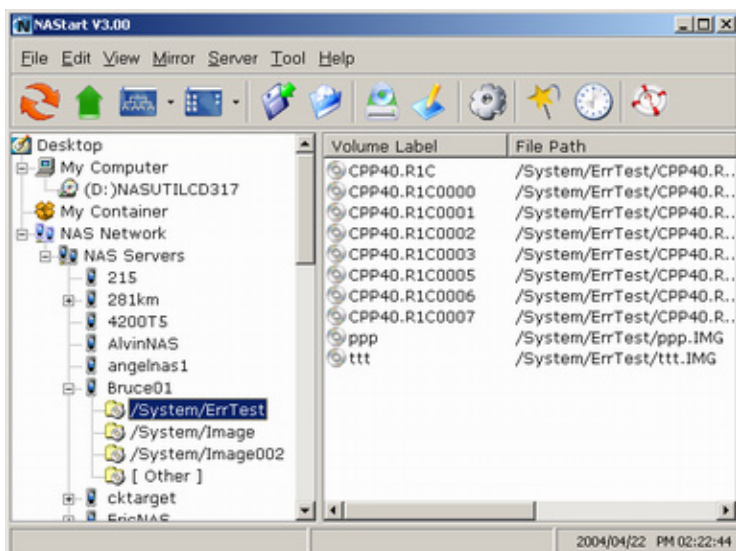 NAStart V3.00
File Edit View Mirror Server Tool Help
Desktop
My Computer
(D:)NASUTILCD317
My Container
NAS Network
NAS Servers
215
281km
4200T5
AlvinNAS
angelnas1
Bruce01
/System/ErrTest
/System/Image
/System/Image002
[ Other ]
cktarget
EricNAS
Volume Label File Path
CPP40.R1C /System/ErrTest/CPP40.R..
CPP40.R1C0000 /System/ErrTest/CPP40.R..
CPP40.R1C0001 /System/ErrTest/CPP40.R..
CPP40.R1C0002 /System/ErrTest/CPP40.R..
CPP40.R1C0003 /System/ErrTest/CPP40.R..
CPP40.R1C0005 /System/ErrTest/CPP40.R..
CPP40.R1C0006 /System/ErrTest/CPP40.R..
CPP40.R1C0007 /System/ErrTest/CPP40.R..
ppp /System/ErrTest/ppp.IMG
ttt /System/ErrTest/ttt.IMG
2004/04/22 PM 02:22:44